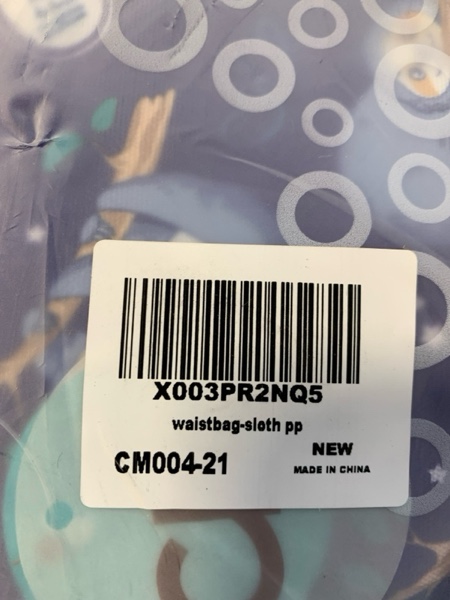 X003PR2NQ5
waistbag-sloth pp
CM004-21
NEW
MADE IN CHINA